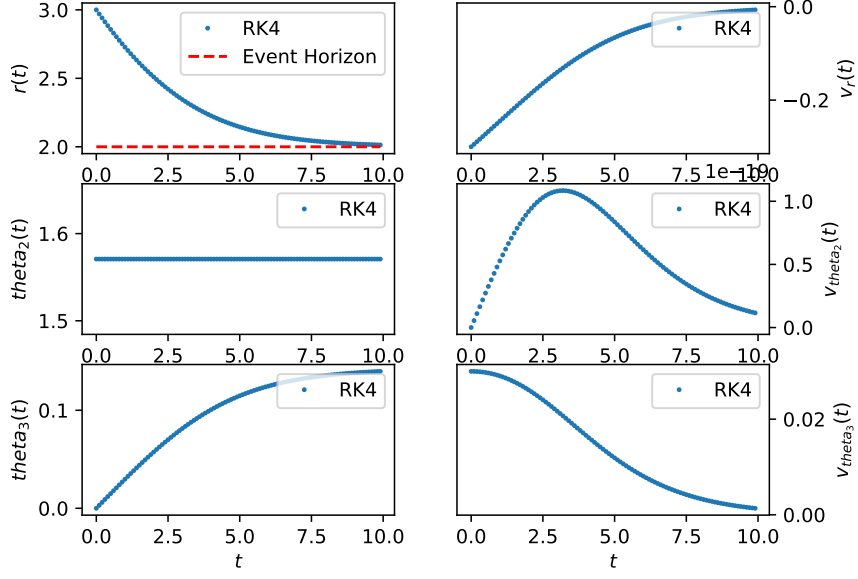 3.0
2.5
2.0
r(t)
RK4
Event Horizon
0.0 2.5 5.0 7.5 10.0
RK4
0.0
−0.2
v_r(t)
0.0 2.5 5.0 7.5 10.0
1.6
1.5
theta_2(t)
RK4
0.0 2.5 5.0 7.5 10.0
1e−19
RK4
1.0
0.5
0.0
v_{theta_2}(t)
0.0 2.5 5.0 7.5 10.0
0.1
0.0
theta_3(t)
RK4
0.0 2.5 5.0 7.5 10.0
t
RK4
0.02
0.00
v_{theta_3}(t)
0.0 2.5 5.0 7.5 10.0
t